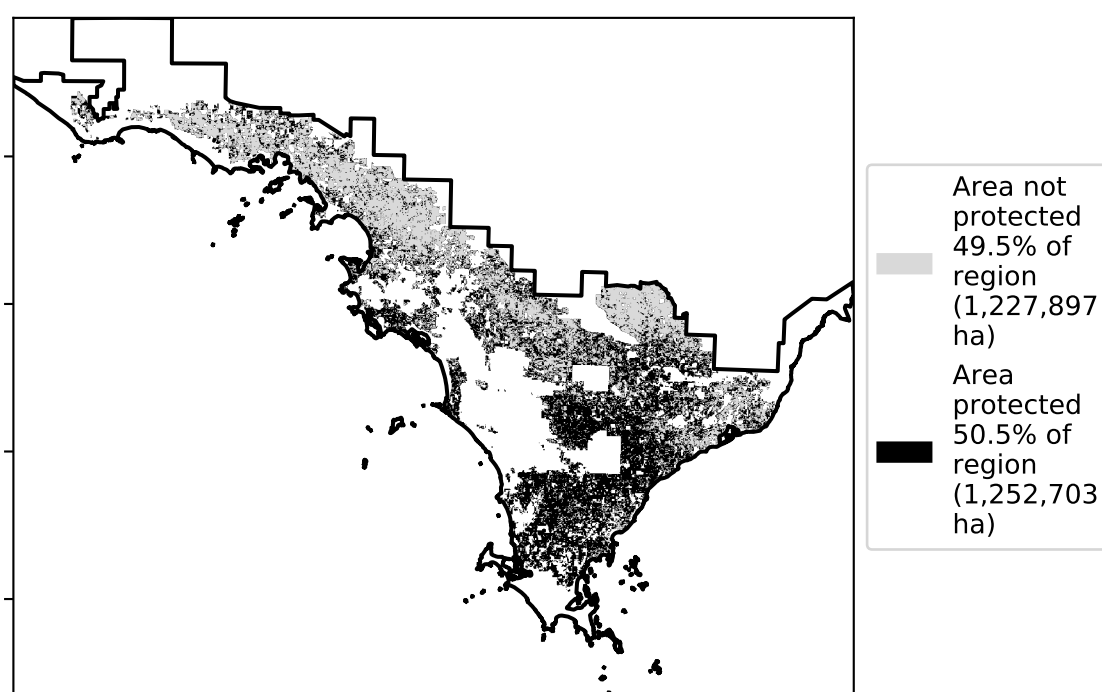 Area not
protected
49.5% of
region
(1,227,897
ha)
Area
protected
50.5% of
region
(1,252,703
ha)